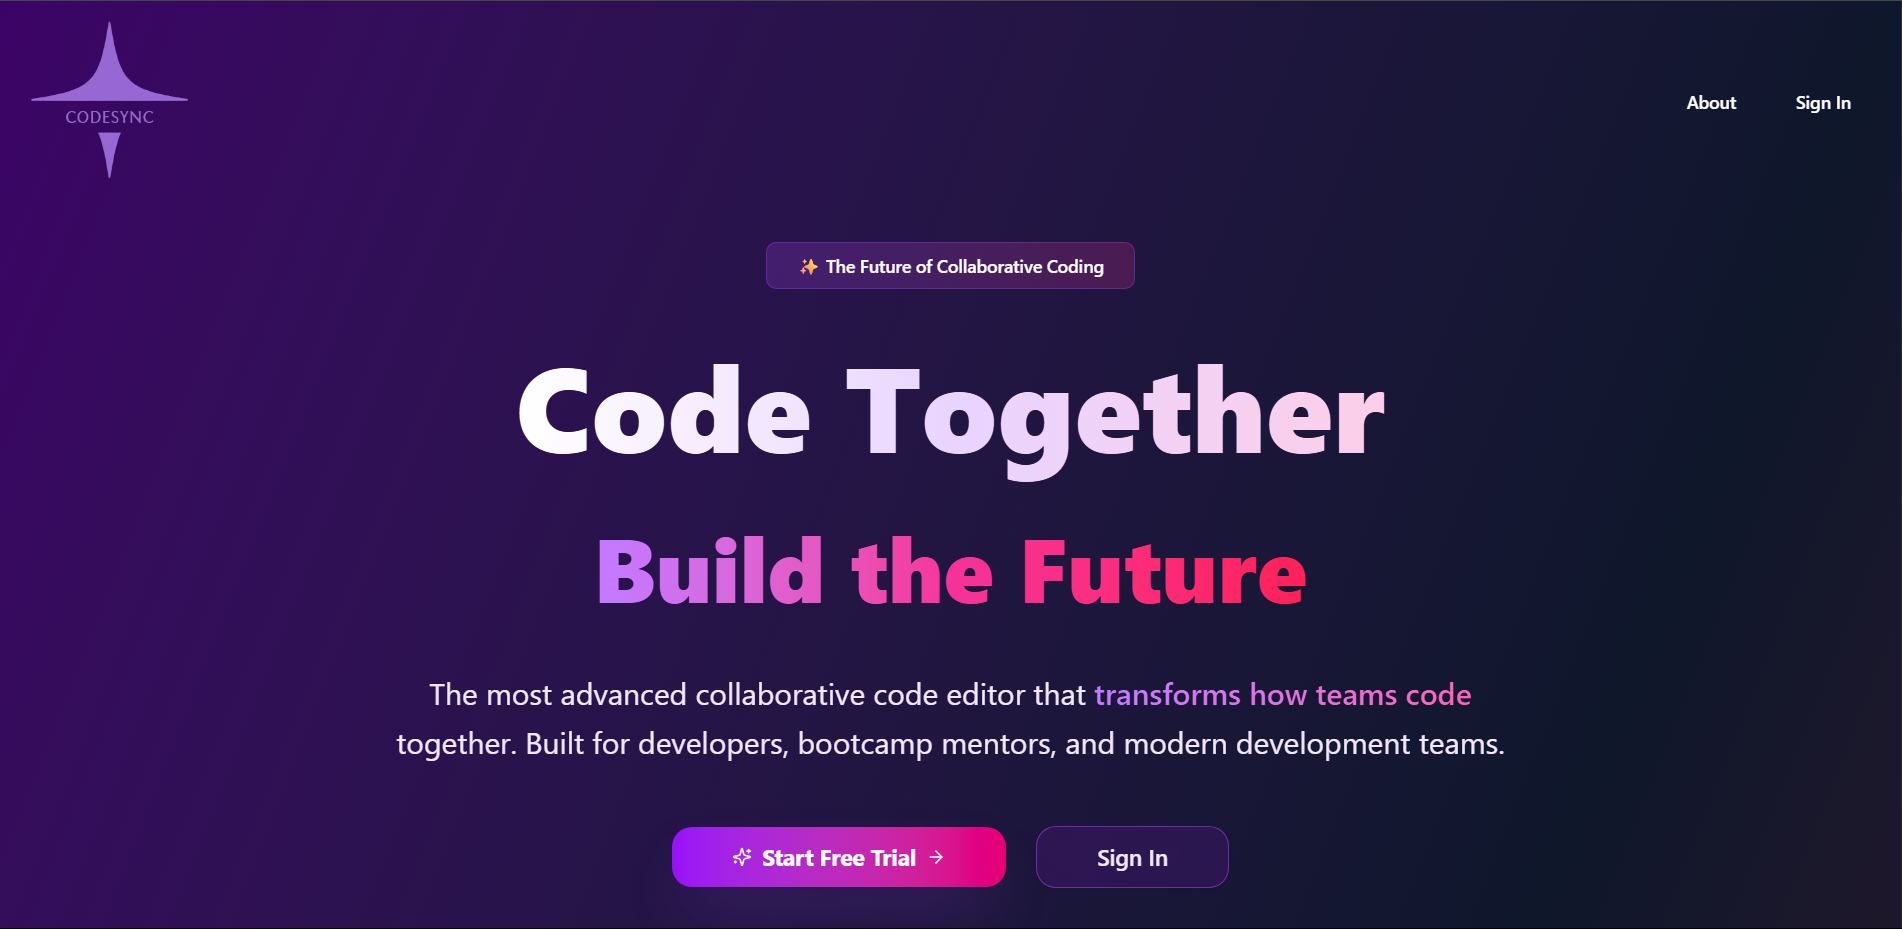 CODESYNC
About
Sign In
✨ The Future of Collaborative Coding
Code Together
Build the Future
The most advanced collaborative code editor that transforms how teams code
together. Built for developers, bootcamp mentors, and modern development teams.
Start Free Trial →
Sign In